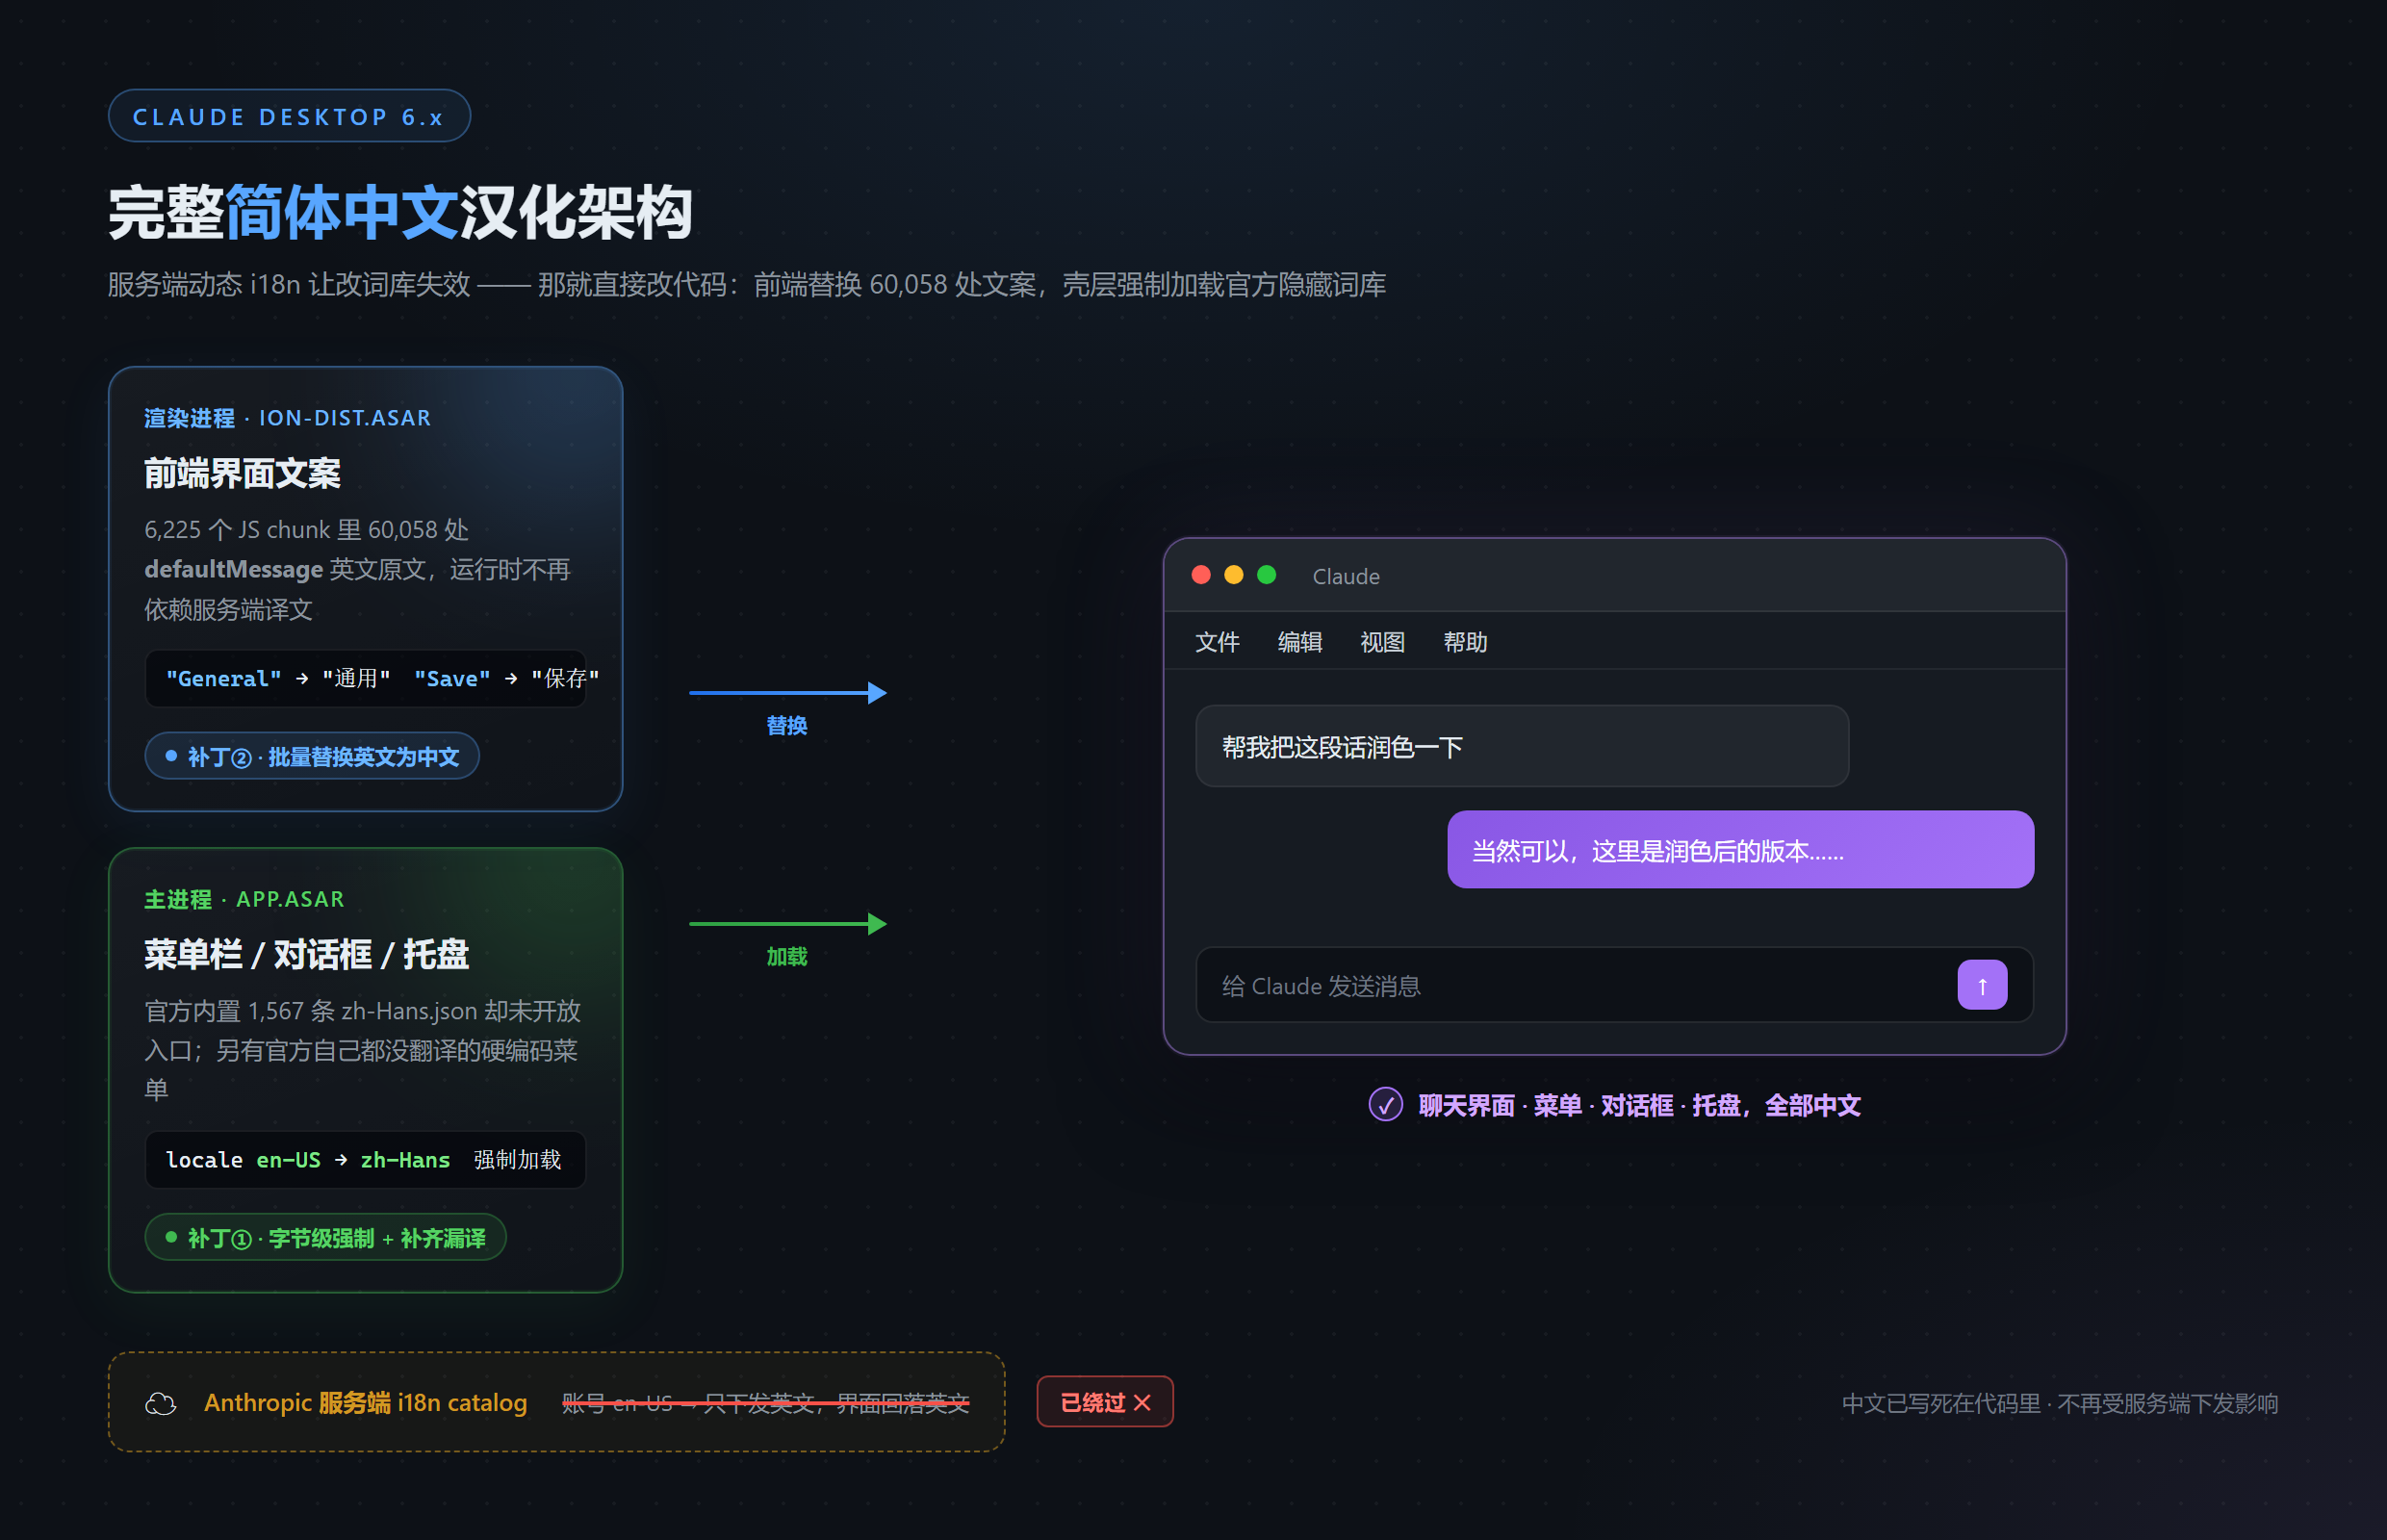 CLAUDE DESKTOP 6.x
完整简体中文汉化架构
服务端动态 i18n 让改词库失效 —— 那就直接改代码：前端替换 60,058 处文案，壳层强制加载官方隐藏词库
渲染进程 · ION-DIST.ASAR
前端界面文案
6,225 个 JS chunk 里 60,058 处
defaultMessage 英文原文，运行时不再
依赖服务端译文
"General" → "通用" "Save" → "保存"
补丁② · 批量替换英文为中文
替换
主进程 · APP.ASAR
菜单栏 / 对话框 / 托盘
官方内置 1,567 条 zh-Hans.json 却未开放
入口；另有官方自己都没翻译的硬编码菜
单
locale en-US → zh-Hans 强制加载
补丁① · 字节级强制 + 补齐漏译
加载
Claude
文件 编辑 视图 帮助
帮我把这段话润色一下
当然可以，这里是润色后的版本……
给 Claude 发送消息
↑
✓ 聊天界面 · 菜单 · 对话框 · 托盘，全部中文
Anthropic 服务端 i18n catalog 账号 en-US → 只下发英文，界面回落英文
已绕过 ✕
中文已写死在代码里 · 不再受服务端下发影响